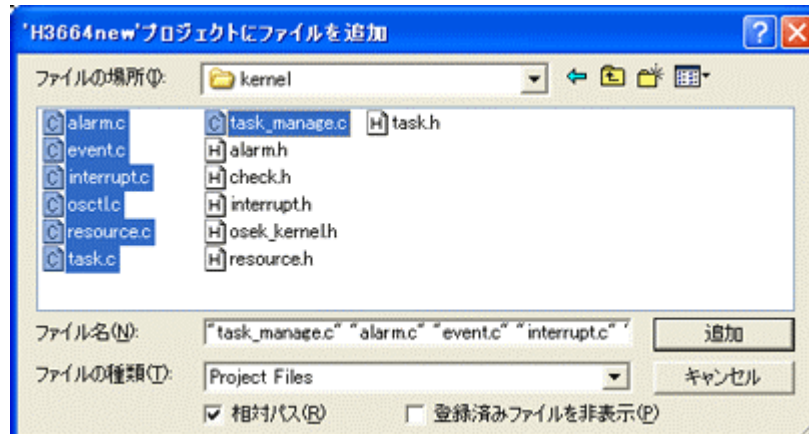 'H3664new'プロジェクトにファイルを追加
ファイルの場所(I): kernel
alarm.c task_manage.c task.h
event.c alarm.h
interrupt.c check.h
osctl.c interrupt.h
resource.c osek_kernel.h
task.c resource.h
ファイル名(N): "task_manage.c" "alarm.c" "event.c" "interrupt.c" " 追加
ファイルの種類(T): Project Files キャンセル
相対パス(R) 登録済みファイルを非表示(P)